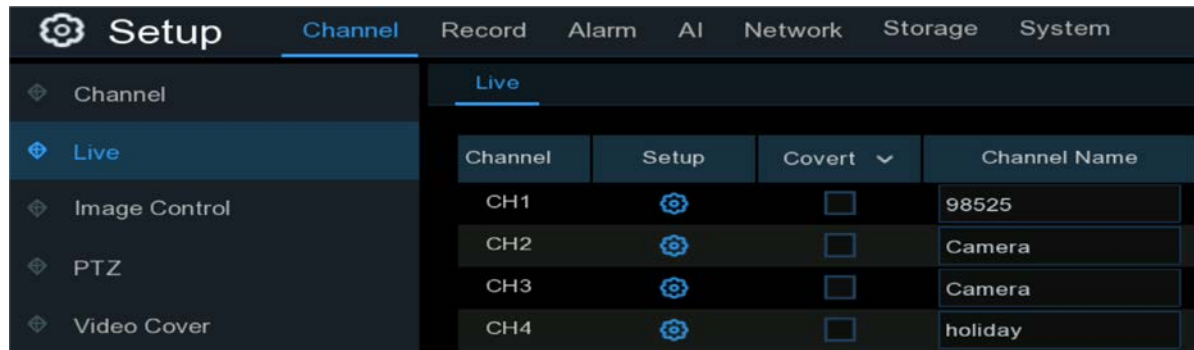 Setup Channel Record Alarm AI Network Storage System
Channel
Live
Image Control
PTZ
Video Cover
Live
Channel Setup Covert Channel Name
CH1 98525
CH2 Camera
CH3 Camera
CH4 holiday